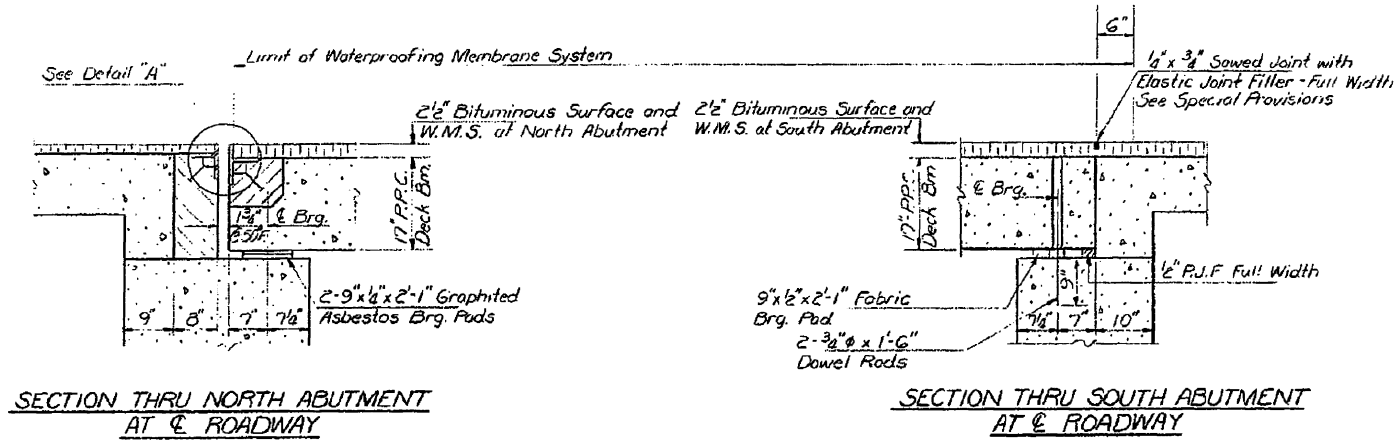 6"
Limit of Waterproofing Membrane System
See Detail "A"
1/4" x 3/4" Sawed Joint with
Elastic Joint Filler - Full Width
See Special Provisions
2½" Bituminous Surface and
W.M.S. at North Abutment
2½" Bituminous Surface and
W.M.S. at South Abutment
17" P.P.C.
Deck Bm.
1¾"
@ 50°F.
℄ Brg.
17" P.P.C.
Deck Bm.
℄ Brg.
½" P.J.F. Full Width
9"
2-9"x¼"x2'-1" Graphited
Asbestos Brg. Pads
9"x½"x2'-1" Fabric
Brg. Pad
2-¾"ϕ x 1'-6"
Dowel Rods
9" 8" 7" 7¼"
7¼" 7" 10"
SECTION THRU NORTH ABUTMENT
AT ℄ ROADWAY
SECTION THRU SOUTH ABUTMENT
AT ℄ ROADWAY